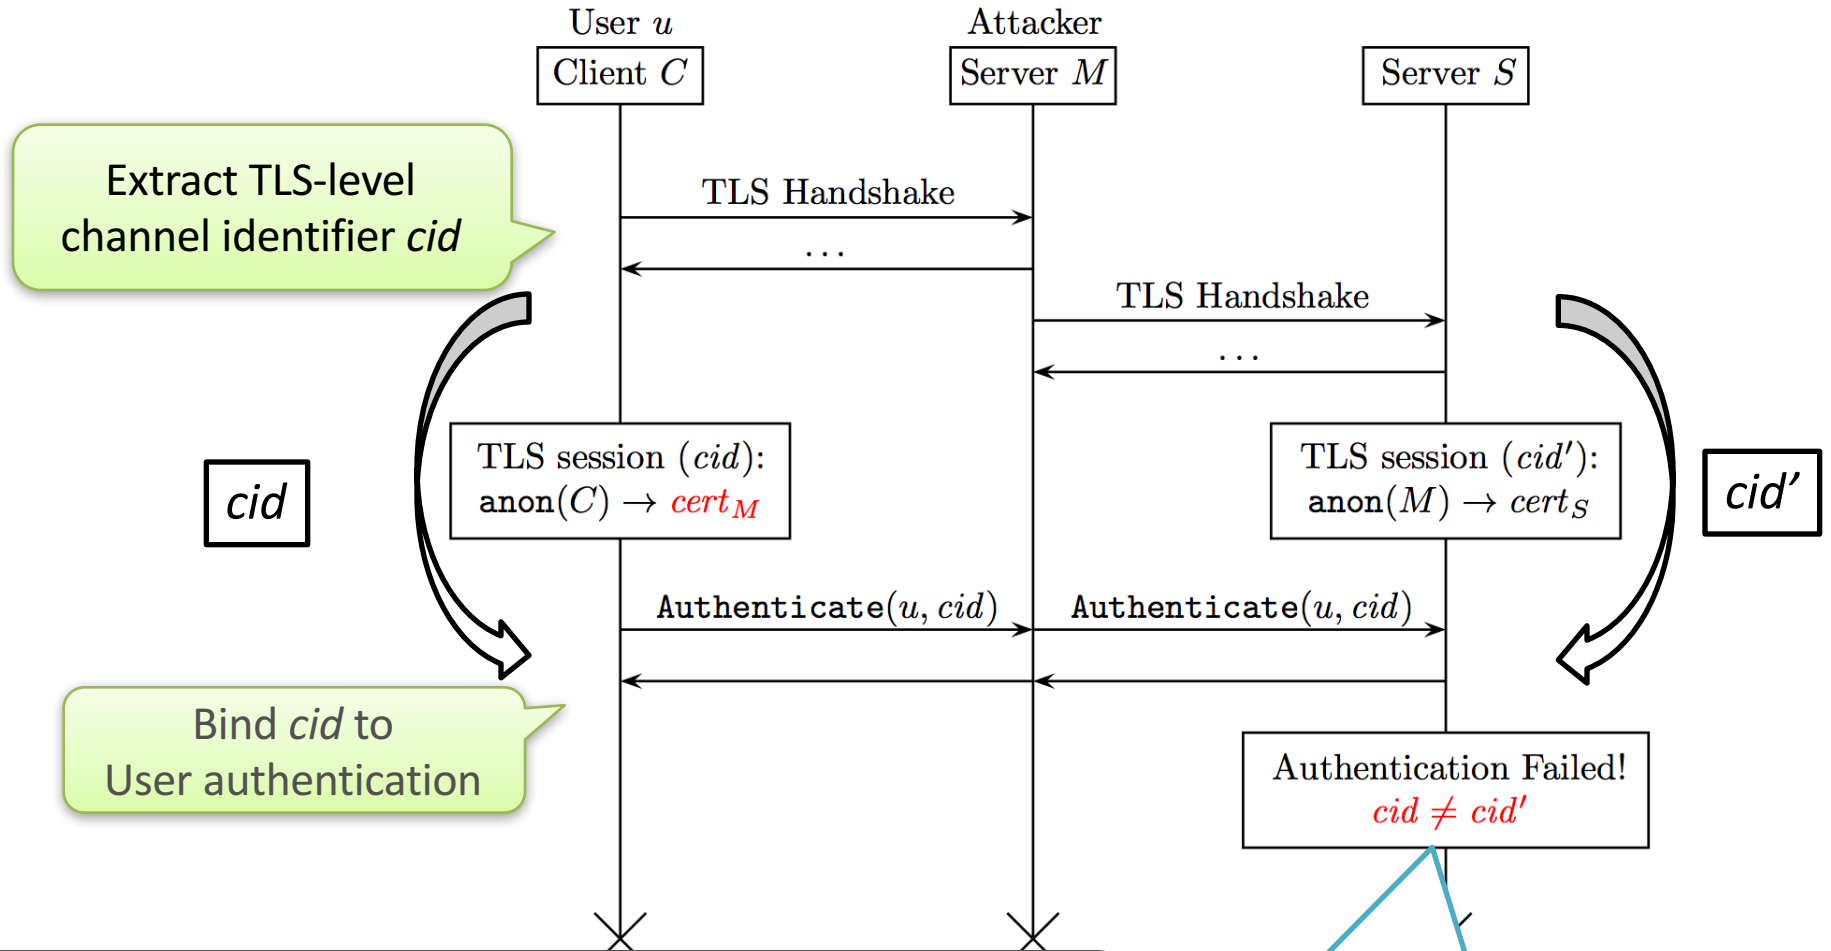 User u
Attacker
Client C
Server M
Server S
Extract TLS-level
channel identifier cid
TLS Handshake
...
TLS Handshake
...
cid
TLS session (cid):
anon(C) → cert_M
TLS session (cid′):
anon(M) → cert_S
cid’
Authenticate(u, cid)
Authenticate(u, cid)
Bind cid to
User authentication
Authentication Failed!
cid ≠ cid′